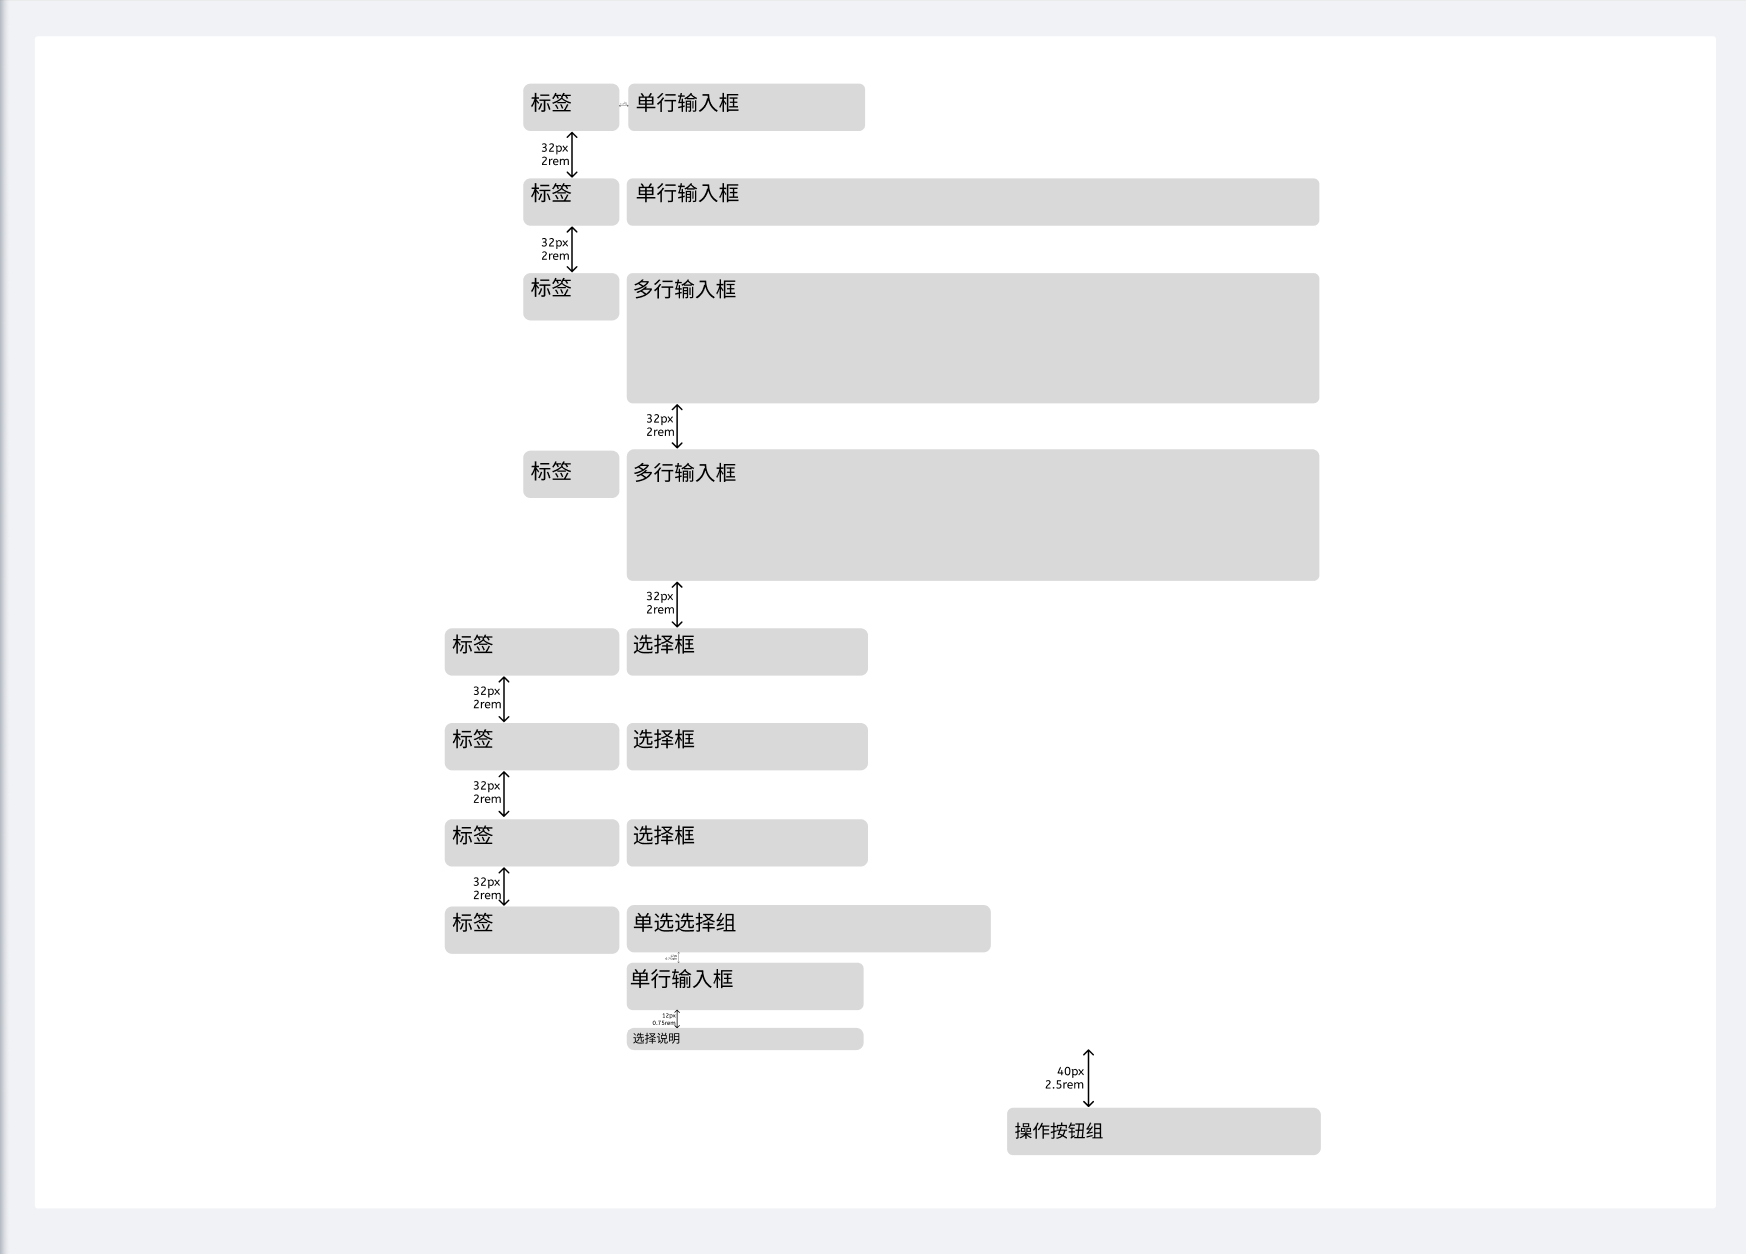 标签
单行输入框
32px
2rem
标签
单行输入框
32px
2rem
标签
多行输入框
32px
2rem
标签
多行输入框
32px
2rem
标签
选择框
32px
2rem
标签
选择框
32px
2rem
标签
选择框
32px
2rem
标签
单选选择组
单行输入框
12px
0.75rem
选择说明
40px
2.5rem
操作按钮组